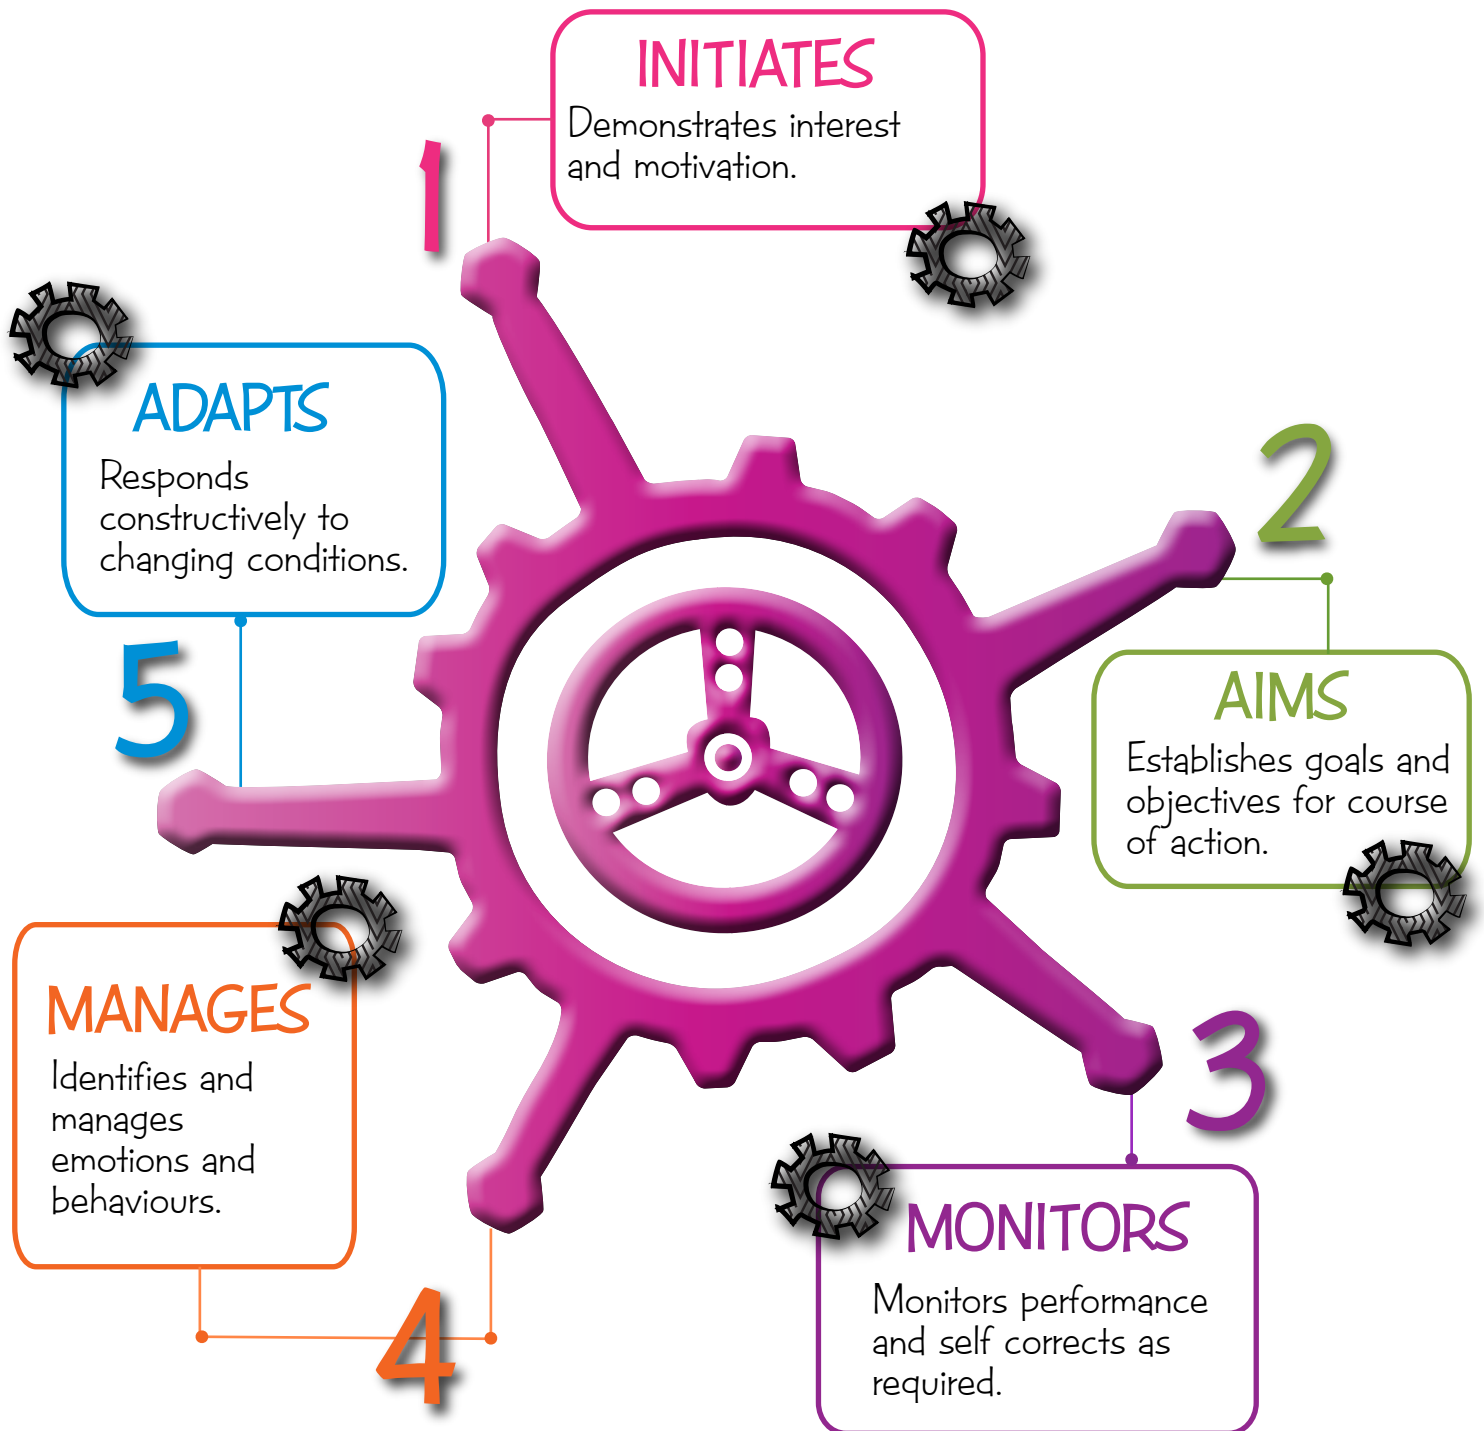 1
INITIATES
Demonstrates interest
and motivation.
2
AIMS
Establishes goals and
objectives for course
of action.
3
MONITORS
Monitors performance
and self corrects as
required.
4
MANAGES
Identifies and
manages
emotions and
behaviours.
5
ADAPTS
Responds
constructively to
changing conditions.